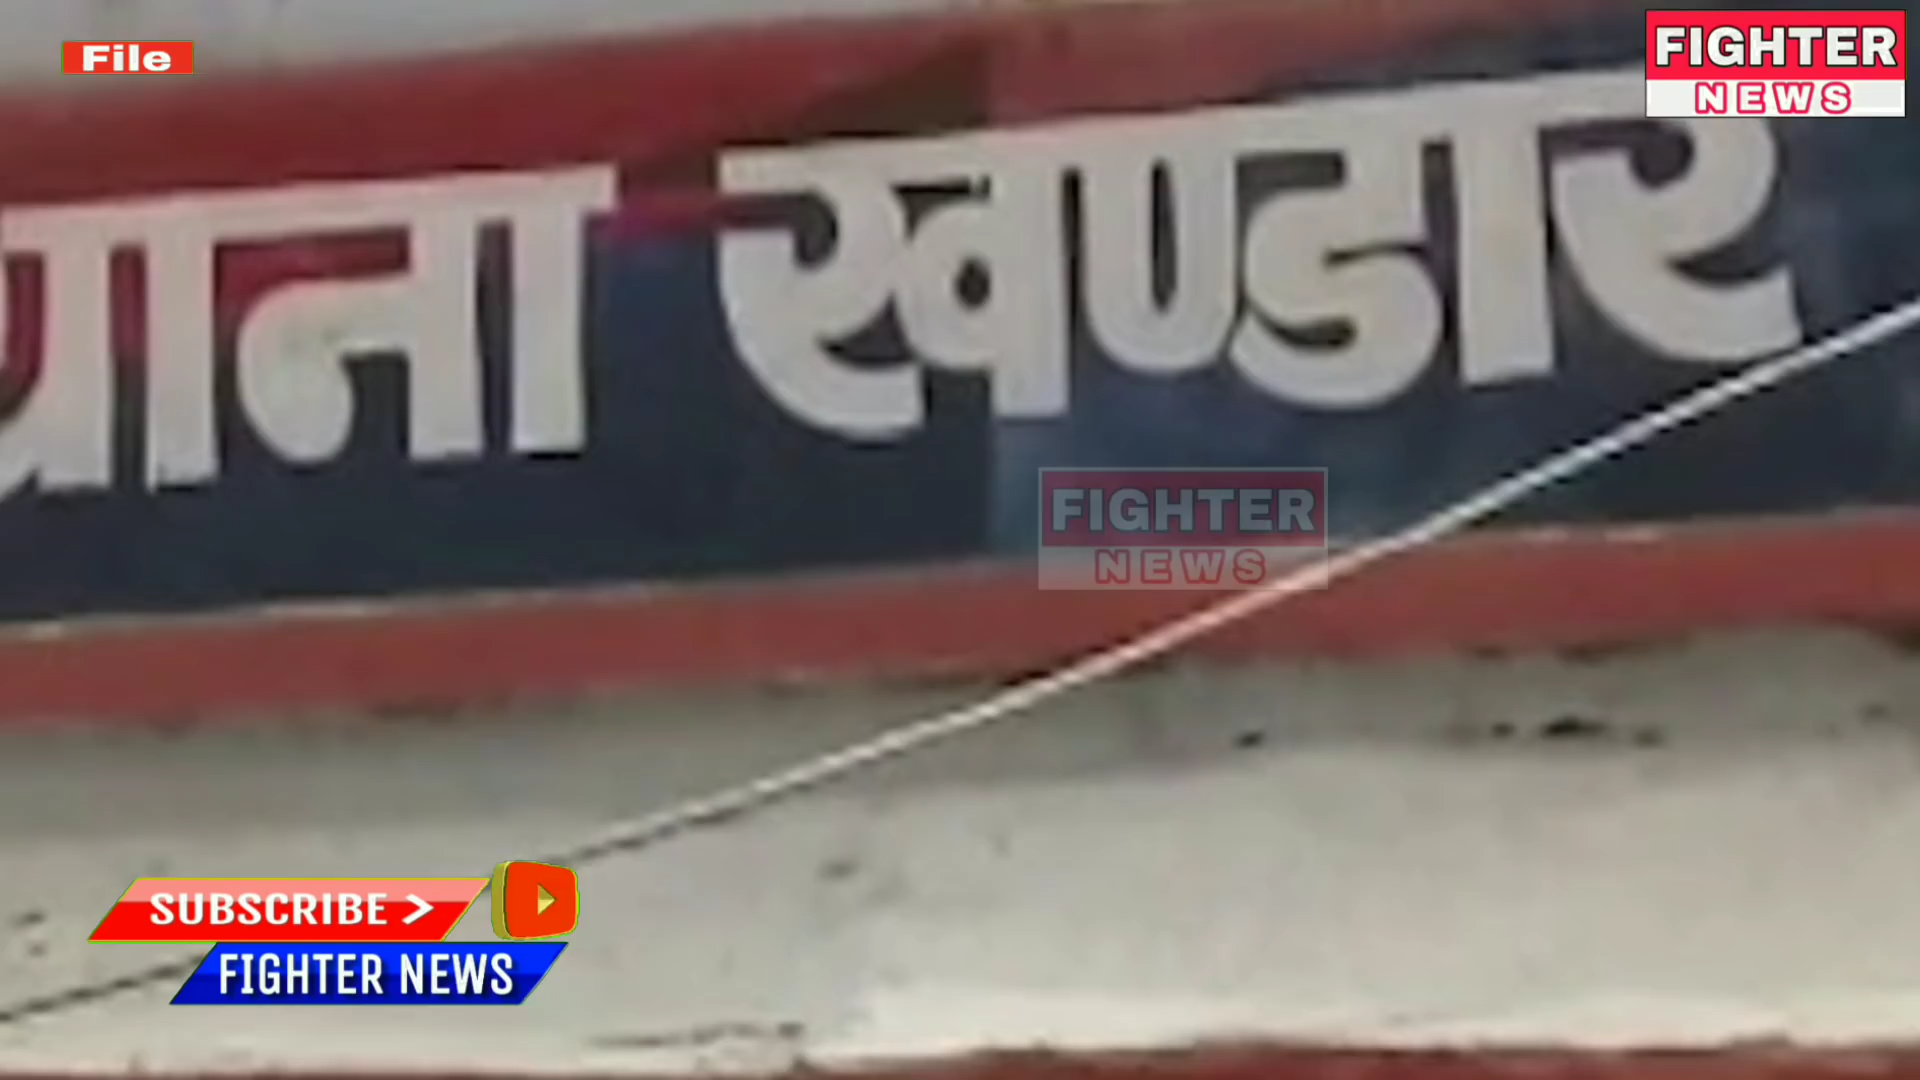 File
FIGHTER
NEWS
थाना खण्डार
FIGHTER
NEWS
SUBSCRIBE >
FIGHTER NEWS